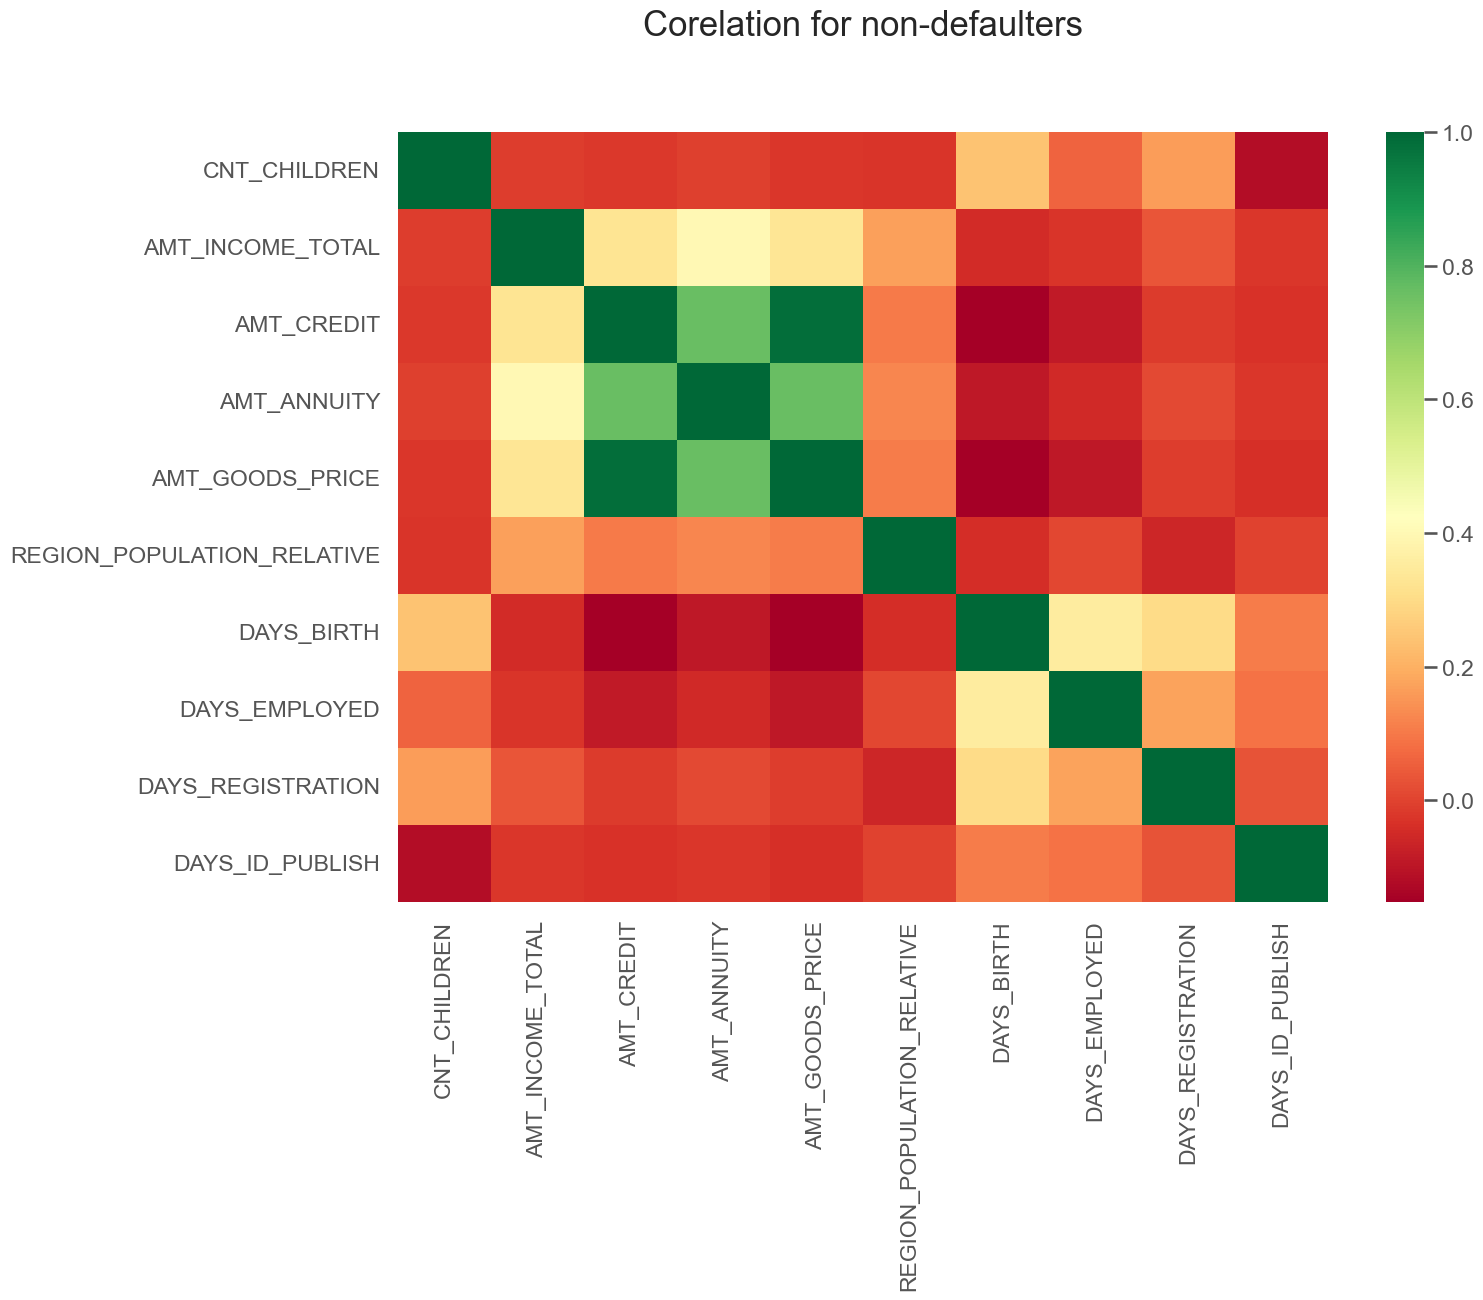 Corelation for non-defaulters
CNT_CHILDREN
AMT_INCOME_TOTAL
AMT_CREDIT
AMT_ANNUITY
AMT_GOODS_PRICE
REGION_POPULATION_RELATIVE
DAYS_BIRTH
DAYS_EMPLOYED
DAYS_REGISTRATION
DAYS_ID_PUBLISH
CNT_CHILDREN
AMT_INCOME_TOTAL
AMT_CREDIT
AMT_ANNUITY
AMT_GOODS_PRICE
REGION_POPULATION_RELATIVE
DAYS_BIRTH
DAYS_EMPLOYED
DAYS_REGISTRATION
DAYS_ID_PUBLISH
1.0
0.8
0.6
0.4
0.2
0.0